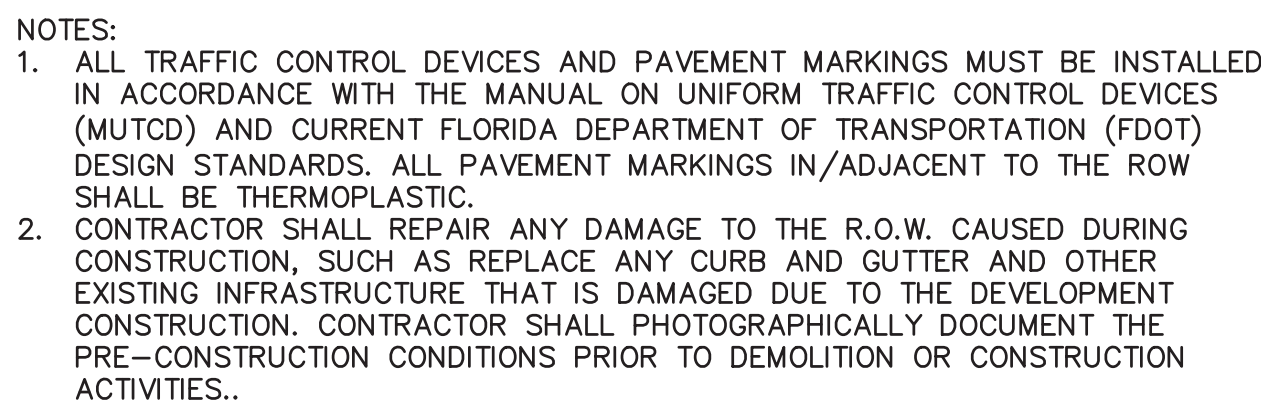 NOTES:
1. ALL TRAFFIC CONTROL DEVICES AND PAVEMENT MARKINGS MUST BE INSTALLED
IN ACCORDANCE WITH THE MANUAL ON UNIFORM TRAFFIC CONTROL DEVICES
(MUTCD) AND CURRENT FLORIDA DEPARTMENT OF TRANSPORTATION (FDOT)
DESIGN STANDARDS. ALL PAVEMENT MARKINGS IN/ADJACENT TO THE ROW
SHALL BE THERMOPLASTIC.
2. CONTRACTOR SHALL REPAIR ANY DAMAGE TO THE R.O.W. CAUSED DURING
CONSTRUCTION, SUCH AS REPLACE ANY CURB AND GUTTER AND OTHER
EXISTING INFRASTRUCTURE THAT IS DAMAGED DUE TO THE DEVELOPMENT
CONSTRUCTION. CONTRACTOR SHALL PHOTOGRAPHICALLY DOCUMENT THE
PRE-CONSTRUCTION CONDITIONS PRIOR TO DEMOLITION OR CONSTRUCTION
ACTIVITIES..